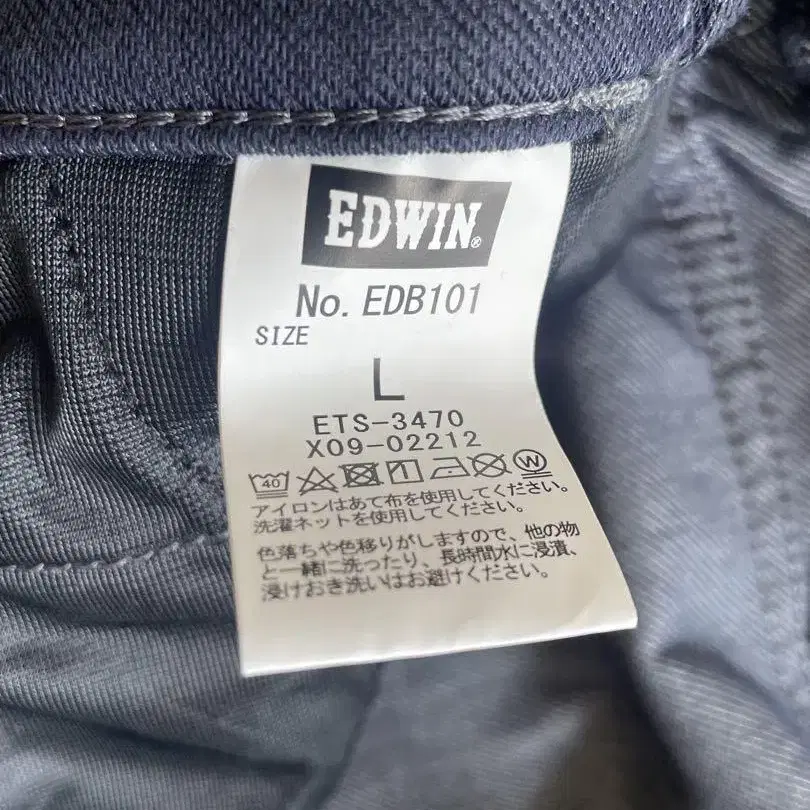 EDWIN®
No. EDB101
SIZE
L
ETS-3470
X09-02212
40 W
アイロンはあて布を使用してください。
洗濯ネットを使用してください。
色落ちや色移りがしますので、他の物
と一緒に洗ったり、長時間水に浸漬、
浸けおき洗いはお避けください。